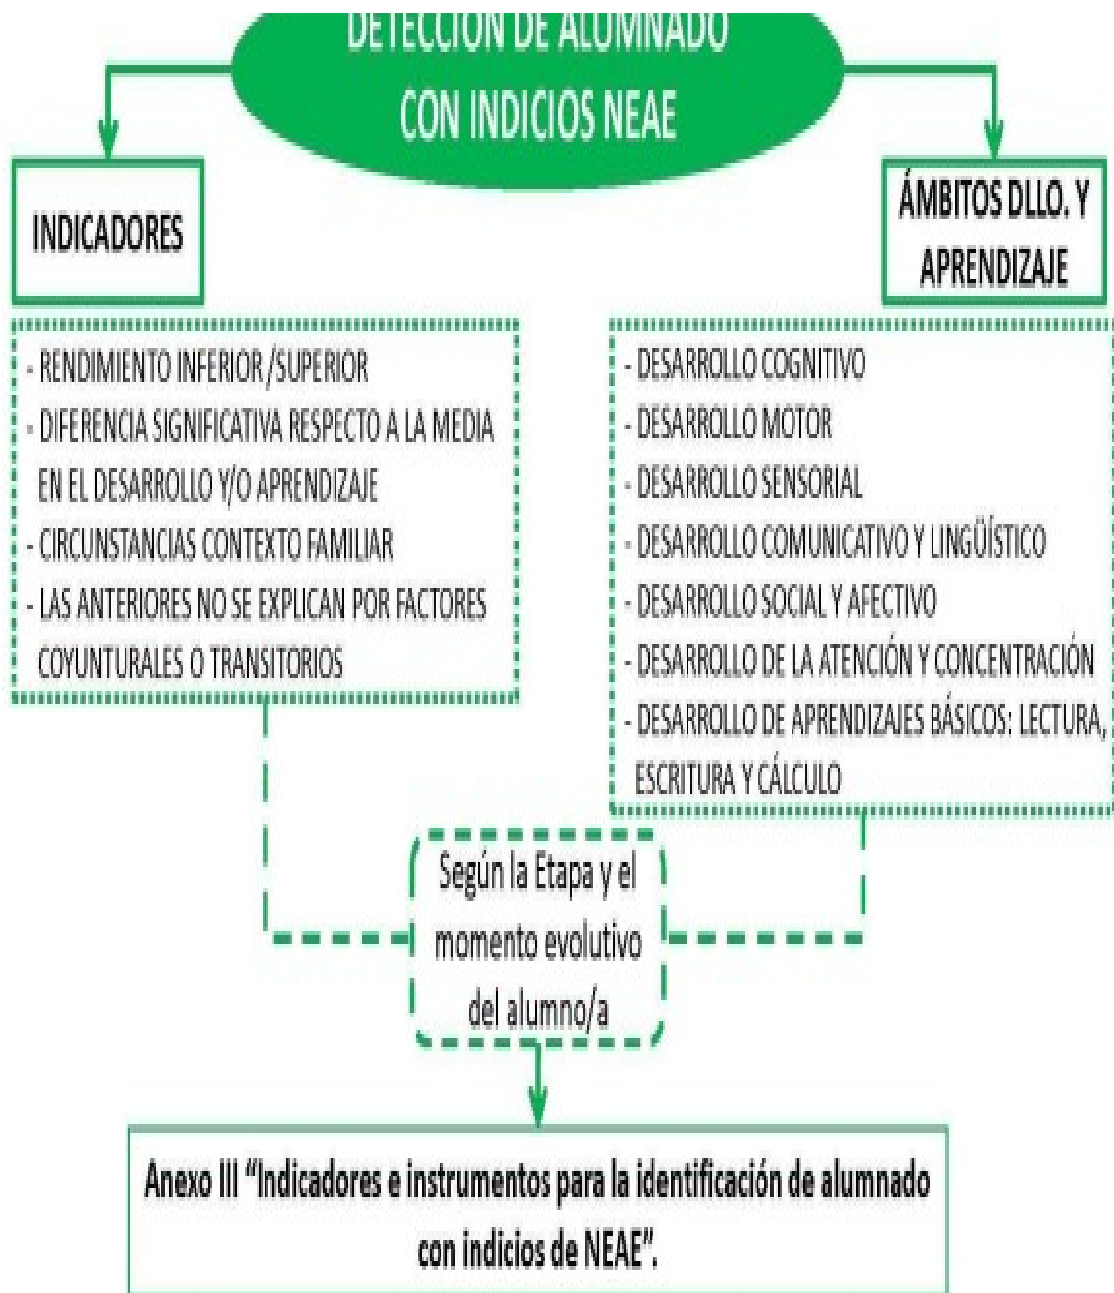 DETECCIÓN DE ALUMNADO
CON INDICIOS NEAE
INDICADORES
ÁMBITOS DLLO. Y
APRENDIZAJE
- RENDIMIENTO INFERIOR /SUPERIOR
- DIFERENCIA SIGNIFICATIVA RESPECTO A LA MEDIA
EN EL DESARROLLO Y/O APRENDIZAJE
- CIRCUNSTANCIAS CONTEXTO FAMILIAR
- LAS ANTERIORES NO SE EXPLICAN POR FACTORES
COYUNTURALES O TRANSITORIOS
- DESARROLLO COGNITIVO
- DESARROLLO MOTOR
- DESARROLLO SENSORIAL
- DESARROLLO COMUNICATIVO Y LINGÜÍSTICO
- DESARROLLO SOCIAL Y AFECTIVO
- DESARROLLO DE LA ATENCIÓN Y CONCENTRACIÓN
- DESARROLLO DE APRENDIZAJES BÁSICOS: LECTURA,
ESCRITURA Y CÁLCULO
Según la Etapa y el
momento evolutivo
del alumno/a
Anexo III “Indicadores e instrumentos para la identificación de alumnado
con indicios de NEAE”.